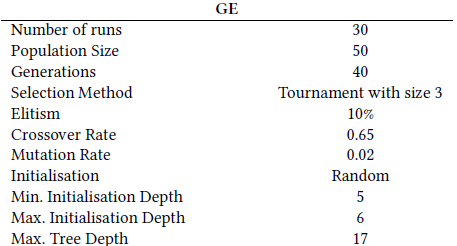 GE
Number of runs 30
Population Size 50
Generations 40
Selection Method Tournament with size 3
Elitism 10%
Crossover Rate 0.65
Mutation Rate 0.02
Initialisation Random
Min. Initialisation Depth 5
Max. Initialisation Depth 6
Max. Tree Depth 17